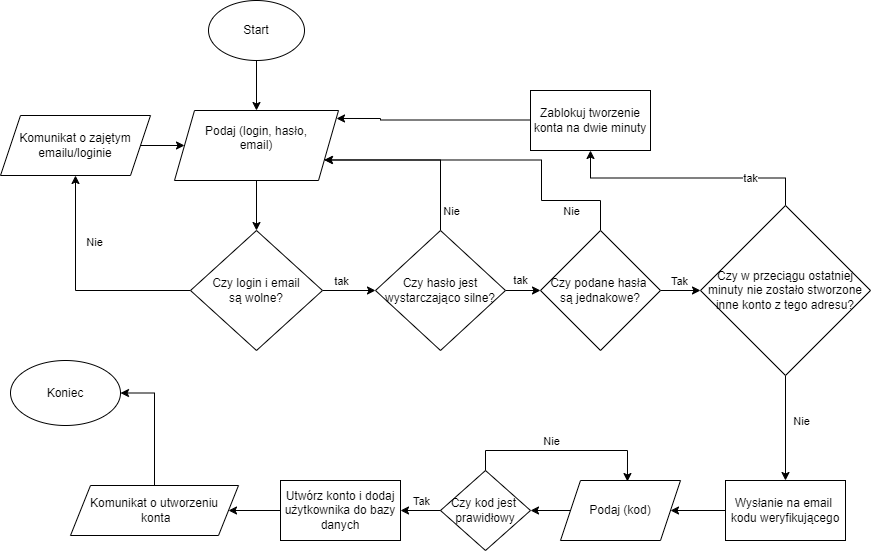 Start
Zablokuj tworzenie
konta na dwie minuty
Komunikat o zajętym
emailu/loginie
Podaj (login, hasło,
email)
tak
Nie
Nie
Nie
Czy login i email
są wolne?
tak
Czy hasło jest
wystarczająco silne?
tak
Czy podane hasła
są jednakowe?
Tak
Czy w przeciągu ostatniej
minuty nie zostało stworzone
inne konto z tego adresu?
Koniec
Nie
Nie
Komunikat o utworzeniu
konta
Utwórz konto i dodaj
użytkownika do bazy
danych
Tak
Czy kod jest
prawidłowy
Podaj (kod)
Wysłanie na email
kodu weryfikującego